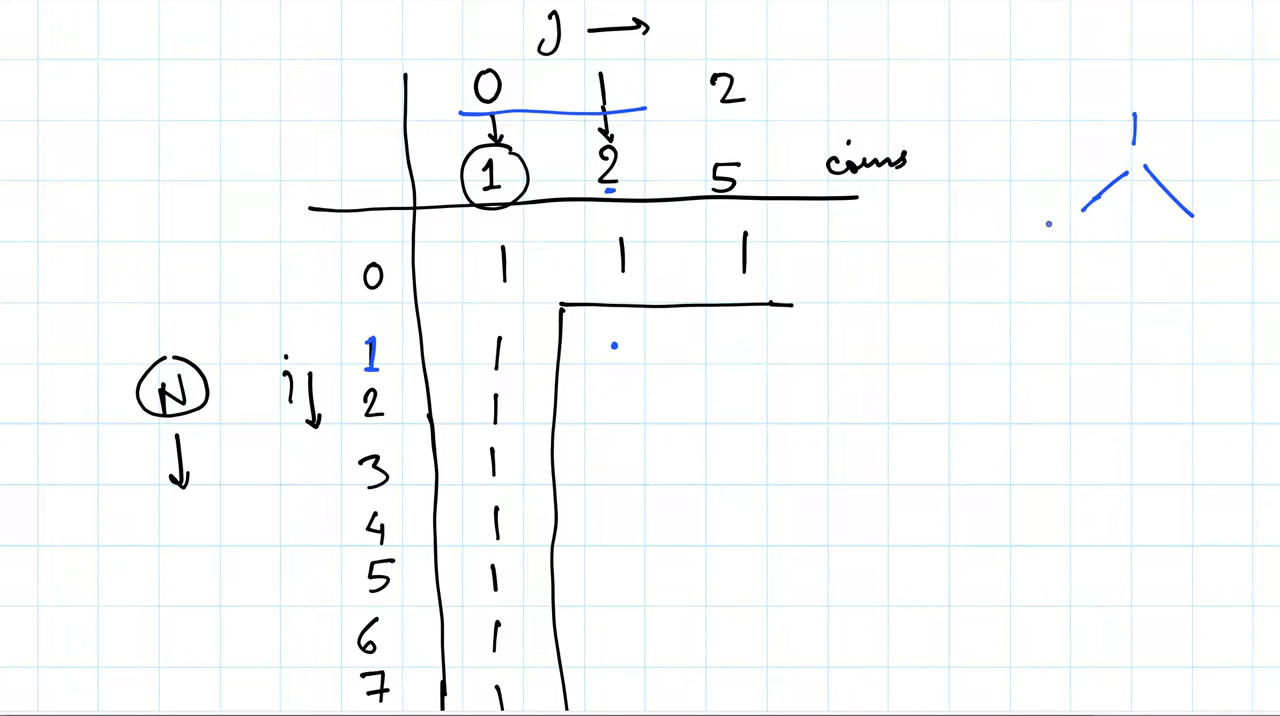 J →
0 1 2
1 2 5 coins
0 1 1 1
1 1
N i 2 1
3 1
4 1
5 1
6 1
7 1
1